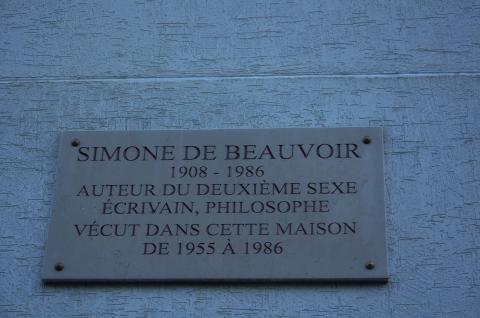 SIMONE DE BEAUVOIR
1908 - 1986
AUTEUR DU DEUXIÈME SEXE
ÉCRIVAIN, PHILOSOPHE
VÉCUT DANS CETTE MAISON
DE 1955 À 1986